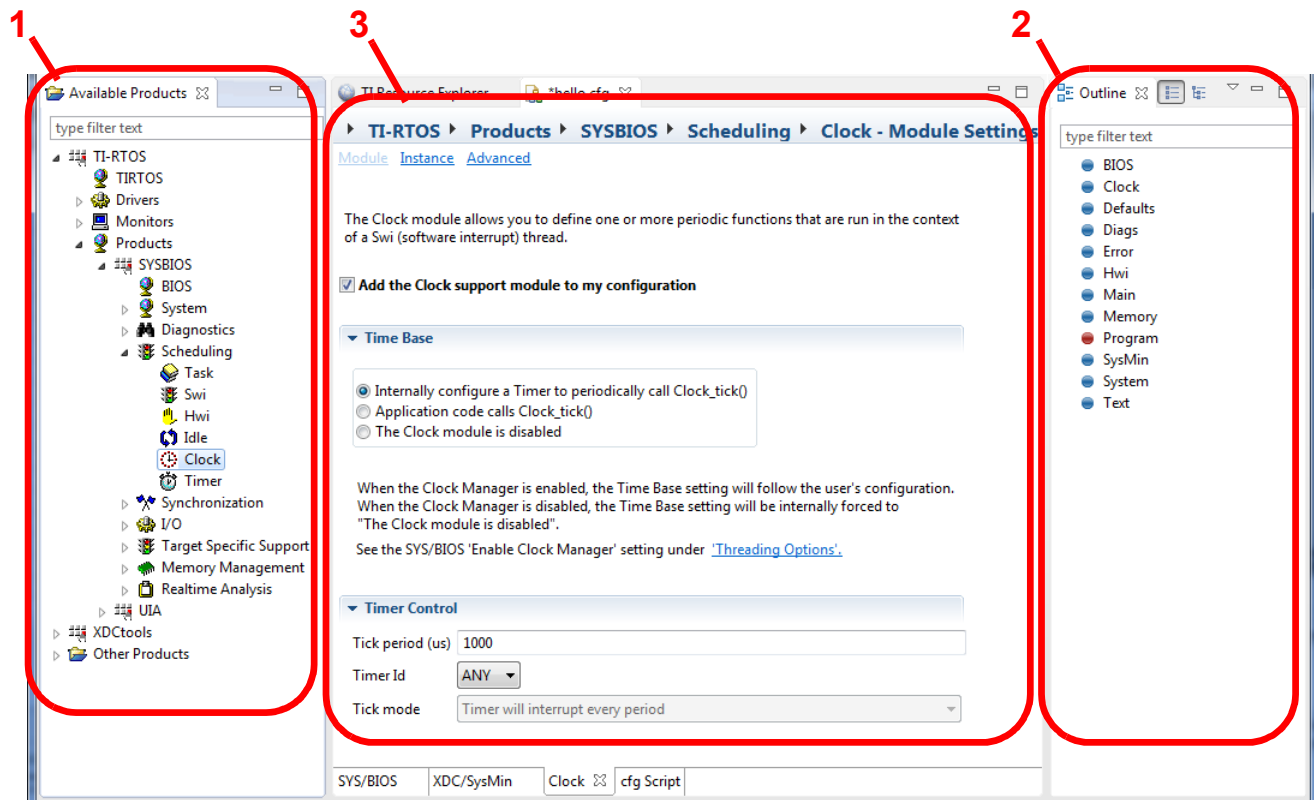 1
3
2
Available Products
TI Resource Explorer
*hello.cfg
Outline
type filter text
TI-RTOS
TIRTOS
Drivers
Monitors
Products
SYSBIOS
BIOS
System
Diagnostics
Scheduling
Task
Swi
Hwi
Idle
Clock
Timer
Synchronization
I/O
Target Specific Support
Memory Management
Realtime Analysis
UIA
XDCtools
Other Products
TI-RTOS Products SYSBIOS Scheduling Clock - Module Settings
Module Instance Advanced
The Clock module allows you to define one or more periodic functions that are run in the context
of a Swi (software interrupt) thread.
Add the Clock support module to my configuration
Time Base
Internally configure a Timer to periodically call Clock_tick()
Application code calls Clock_tick()
The Clock module is disabled
When the Clock Manager is enabled, the Time Base setting will follow the user's configuration.
When the Clock Manager is disabled, the Time Base setting will be internally forced to
"The Clock module is disabled".
See the SYS/BIOS 'Enable Clock Manager' setting under 'Threading Options'.
Timer Control
Tick period (us) 1000
Timer Id ANY
Tick mode Timer will interrupt every period
SYS/BIOS XDC/SysMin Clock cfg Script
type filter text
BIOS
Clock
Defaults
Diags
Error
Hwi
Main
Memory
Program
SysMin
System
Text